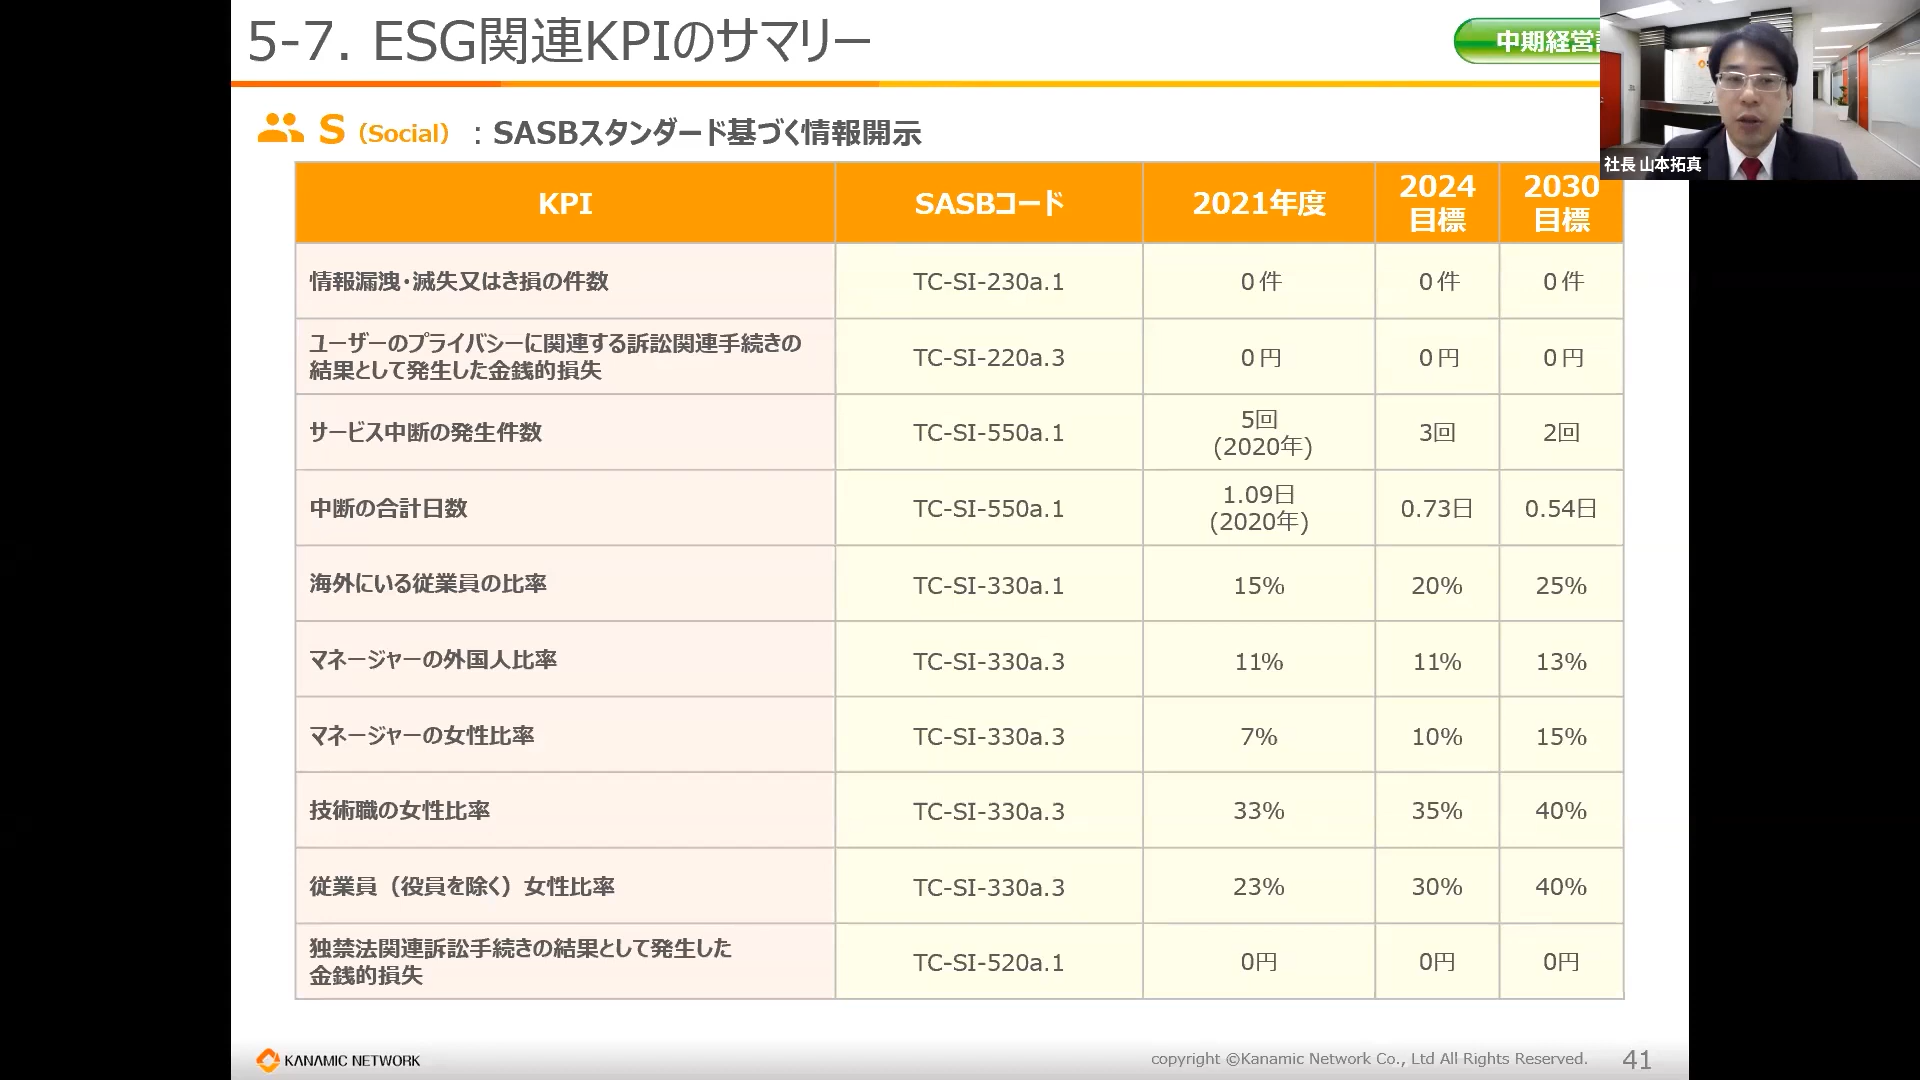 5-7. ESG関連KPIのサマリー
中期経営
社長 山本拓真
S（Social）：SASBスタンダード基づく情報開示
KPI
SASBコード
2021年度
2024
目標
2030
目標
情報漏洩・滅失又はき損の件数
TC-SI-230a.1
0 件
0 件
0 件
ユーザーのプライバシーに関連する訴訟関連手続きの
結果として発生した金銭的損失
TC-SI-220a.3
0 円
0 円
0 円
サービス中断の発生件数
TC-SI-550a.1
5回
(2020年)
3回
2回
中断の合計日数
TC-SI-550a.1
1.09日
(2020年)
0.73日
0.54日
海外にいる従業員の比率
TC-SI-330a.1
15%
20%
25%
マネージャーの外国人比率
TC-SI-330a.3
11%
11%
13%
マネージャーの女性比率
TC-SI-330a.3
7%
10%
15%
技術職の女性比率
TC-SI-330a.3
33%
35%
40%
従業員（役員を除く）女性比率
TC-SI-330a.3
23%
30%
40%
独禁法関連訴訟手続きの結果として発生した
金銭的損失
TC-SI-520a.1
0円
0円
0円
KANAMIC NETWORK
copyright ©Kanamic Network Co., Ltd All Rights Reserved.
41